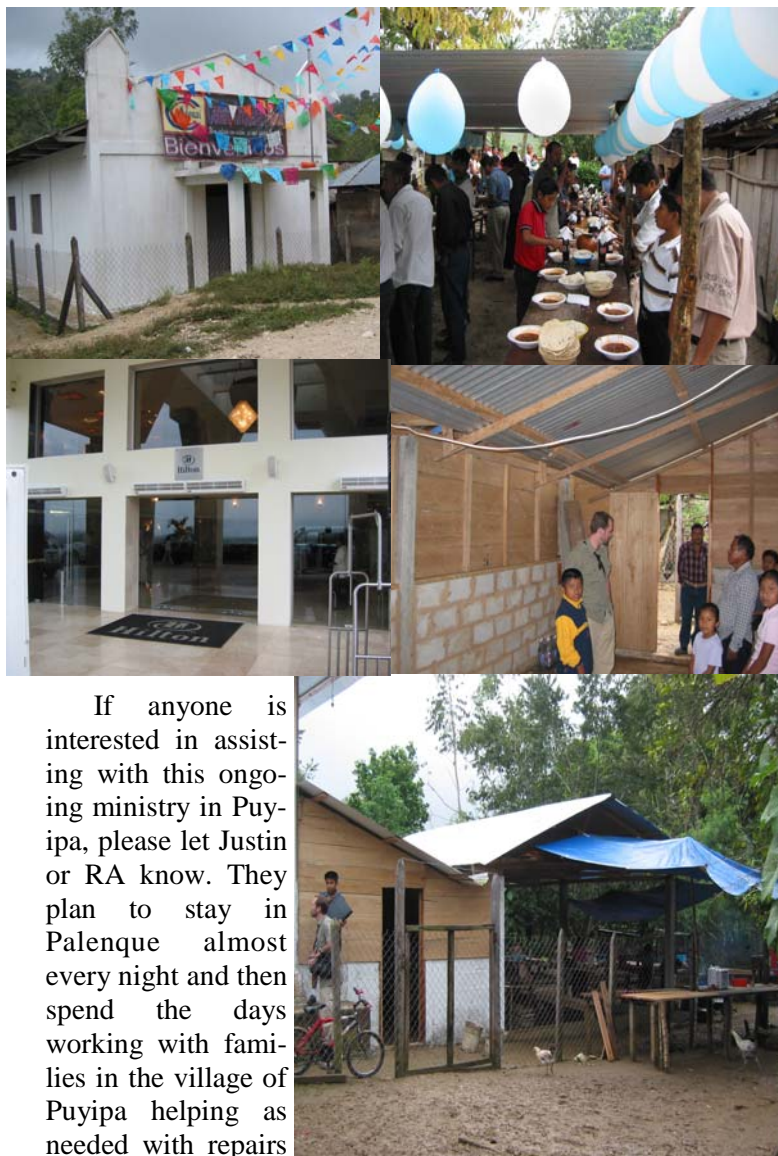 Bienvenidos
Hilton
Hilton
If anyone is
interested in assist-
ing with this ongo-
ing ministry in Puy-
ipa, please let Justin
or RA know. They
plan to stay in
Palenque almost
every night and then
spend the days
working with fami-
lies in the village of
Puyipa helping as
needed with repairs